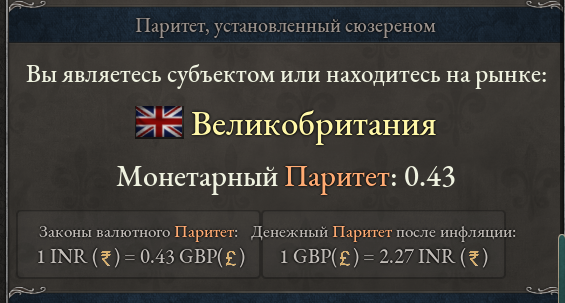 Паритет, установленный сюзереном
Вы являетесь субъектом или находитесь на рынке:
Великобритания
Монетарный Паритет: 0.43
Законы валютного Паритет: Денежный Паритет после инфляции:
1 INR (₹) = 0.43 GBP(£) 1 GBP(£) = 2.27 INR (₹)